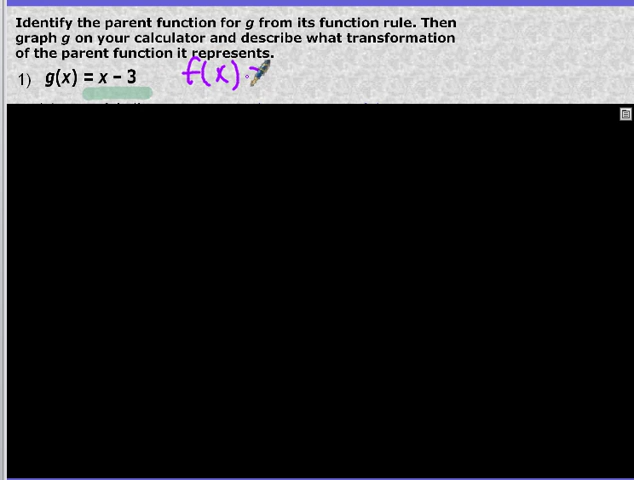 Identify the parent function for g from its function rule. Then
graph g on your calculator and describe what transformation
of the parent function it represents.
1) g(x) = x − 3 f(x)